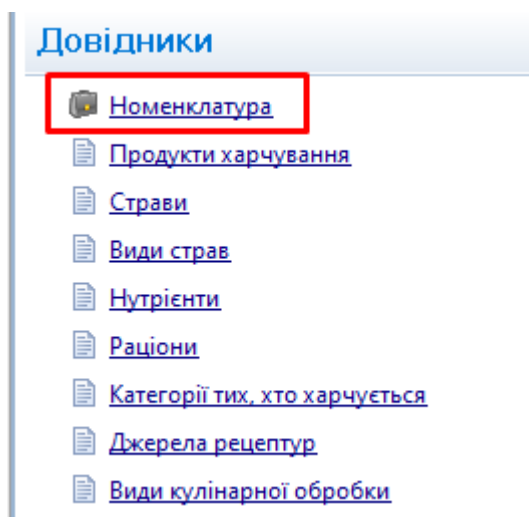 Довідники
Номенклатура
Продукти харчування
Страви
Види страв
Нутрієнти
Раціони
Категорії тих, хто харчується
Джерела рецептур
Види кулінарної обробки